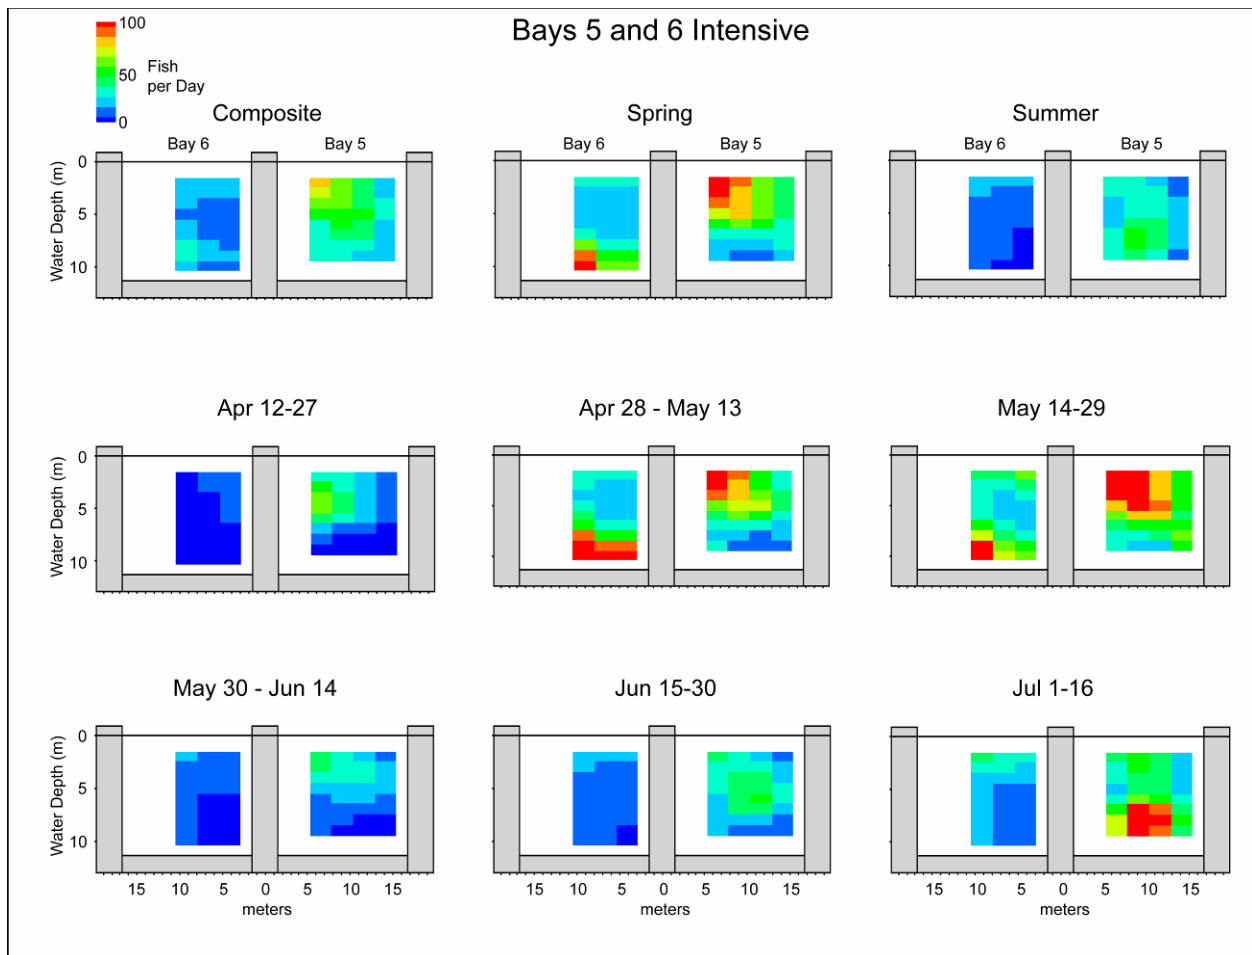 Bays 5 and 6 Intensive
100
50
0
Fish
per Day
Composite
Spring
Summer
Bay 6
Bay 5
Bay 6
Bay 5
Bay 6
Bay 5
Water Depth (m)
0
5
10
Apr 12-27
Apr 28 - May 13
May 14-29
Water Depth (m)
0
5
10
May 30 - Jun 14
Jun 15-30
Jul 1-16
Water Depth (m)
0
5
10
15 10 5 0 5 10 15
meters
15 10 5 0 5 10 15
meters
15 10 5 0 5 10 15
meters